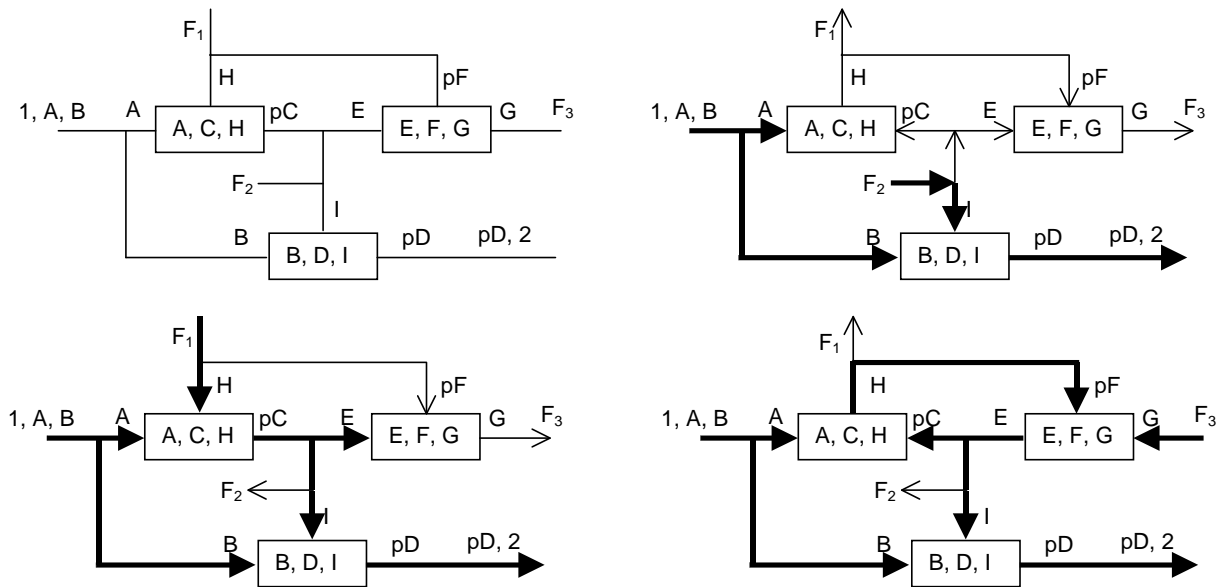 F₁
H
pF
1, A, B
A
A, C, H
pC
E
E, F, G
G
F₃
F₂
I
B
B, D, I
pD
pD, 2
F₁
H
pF
1, A, B
A
A, C, H
pC
E
E, F, G
G
F₃
F₂
I
B
B, D, I
pD
pD, 2
F₁
H
pF
1, A, B
A
A, C, H
pC
E
E, F, G
G
F₃
F₂
I
B
B, D, I
pD
pD, 2
F₁
H
pF
1, A, B
A
A, C, H
pC
E
E, F, G
G
F₃
F₂
I
B
B, D, I
pD
pD, 2